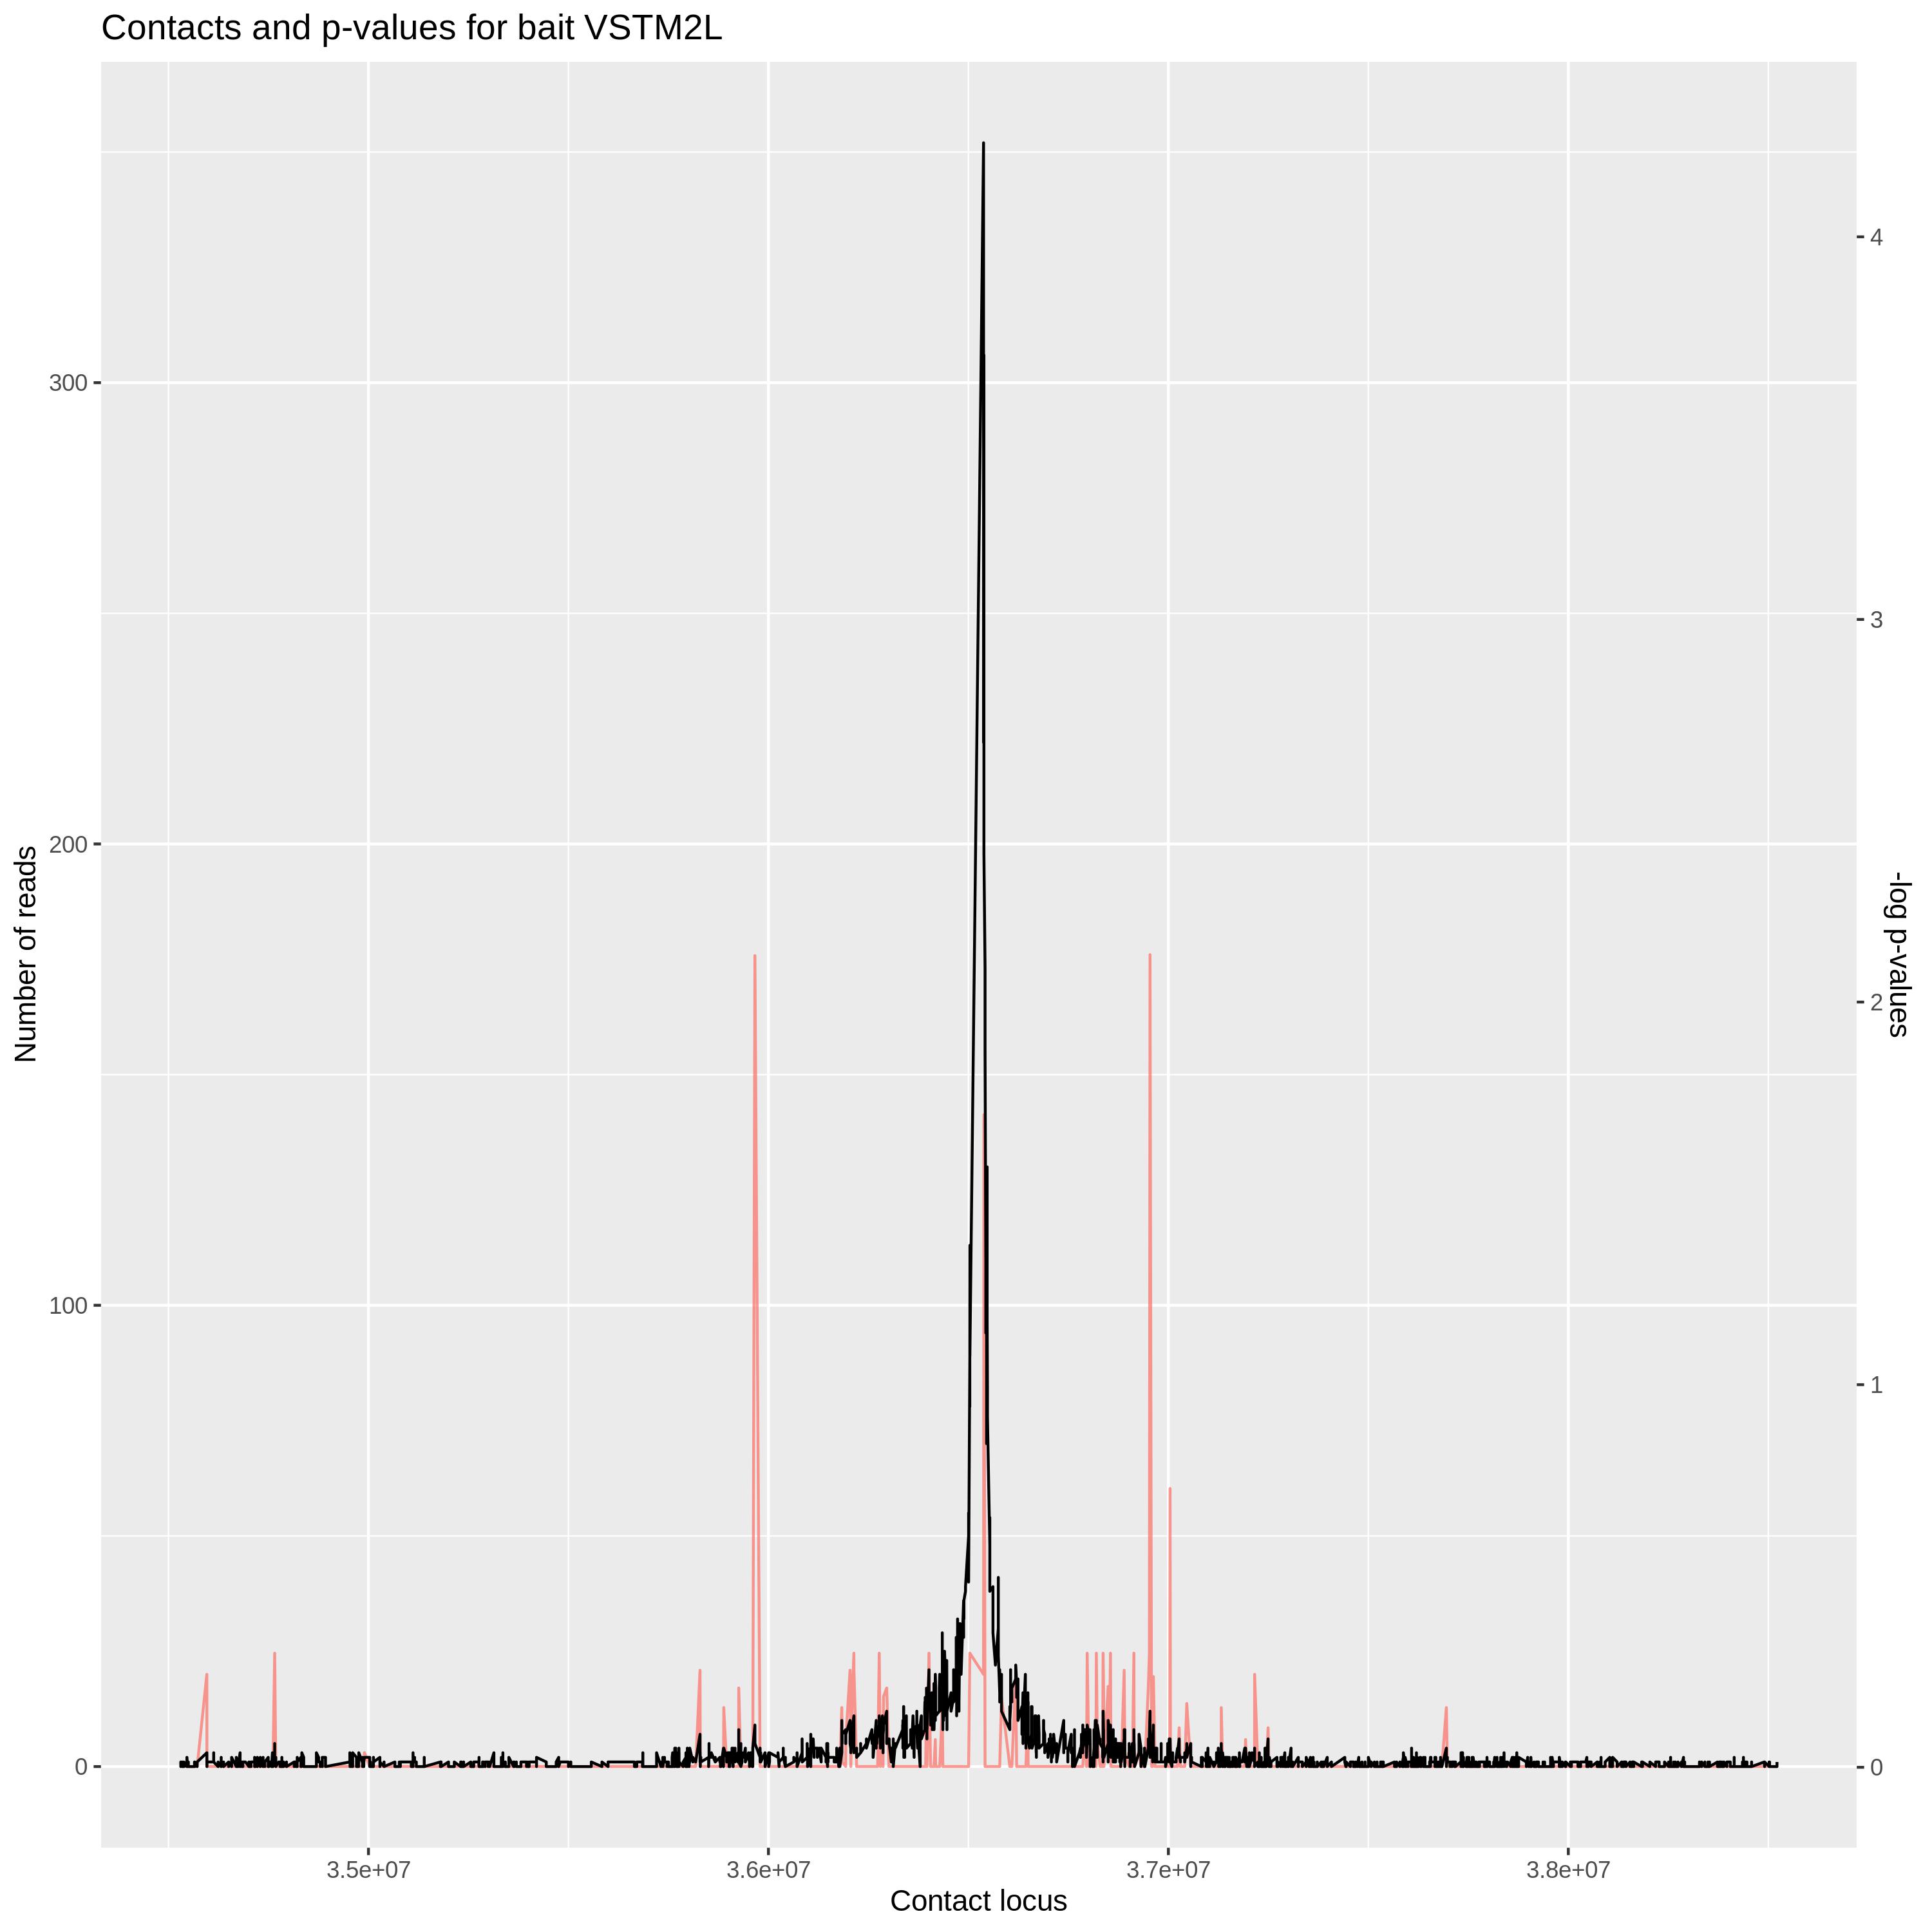 Contacts and p-values for bait VSTM2L
Number of reads
300
200
100
0
4
3
2
1
0
-log p-values
3.5e+07
3.6e+07
3.7e+07
3.8e+07
Contact locus